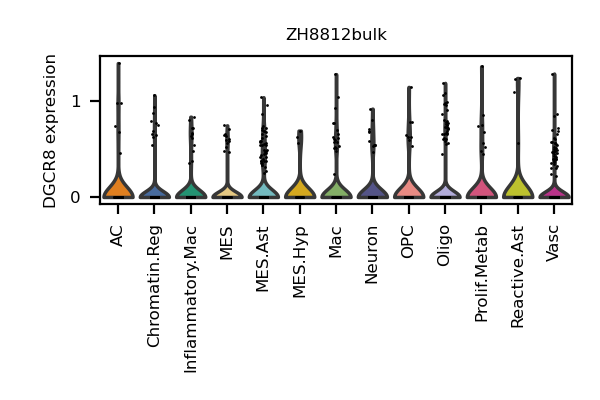 ZH8812bulk
DGCR8 expression
1
0
AC
Chromatin.Reg
Inflammatory.Mac
MES
MES.Ast
MES.Hyp
Mac
Neuron
OPC
Oligo
Prolif.Metab
Reactive.Ast
Vasc